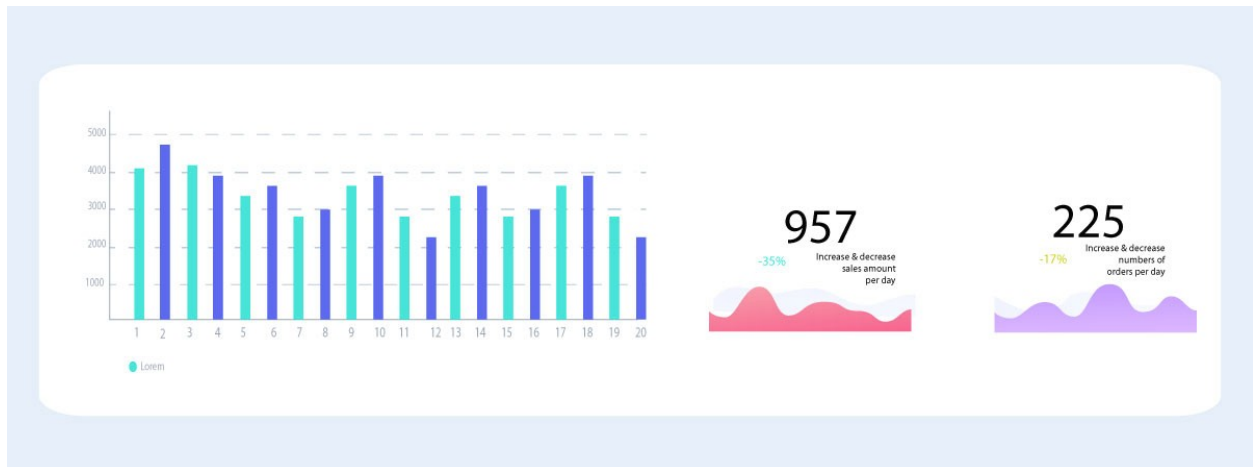 5000
4000
3000
2000
1000
1 2 3 4 5 6 7 8 9 10 11 12 13 14 15 16 17 18 19 20
Lorem
957
-35%
Increase & decrease
sales amount
per day
225
-17%
Increase & decrease
numbers of
orders per day